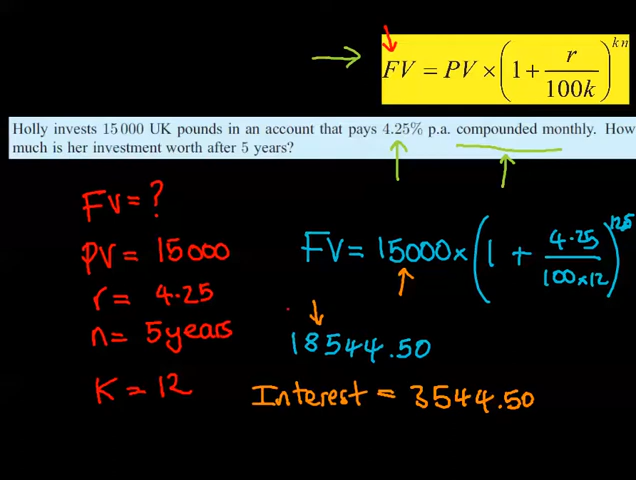 FV = PV × (1 + r/100k)^kn
Holly invests 15 000 UK pounds in an account that pays 4.25% p.a. compounded monthly. How
much is her investment worth after 5 years?
FV = ?
PV = 15000
r = 4.25
n = 5years
K = 12
FV = 15000 × (1 + 4.25/100×12)^12·5
18544.50
Interest = 3544.50